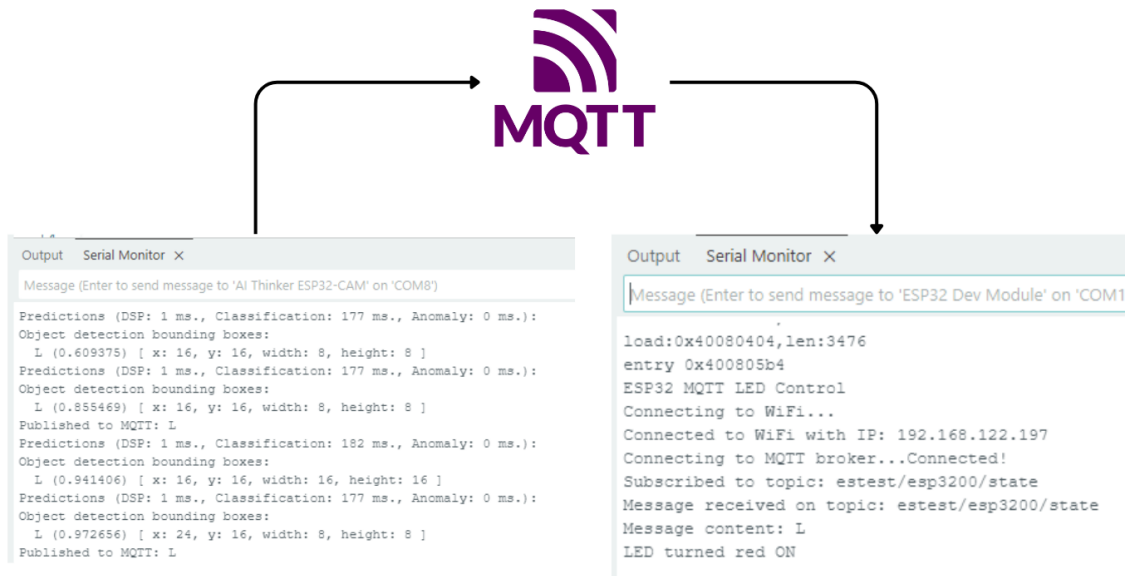 MQTT
Output Serial Monitor ×
Message (Enter to send message to 'AI Thinker ESP32-CAM' on 'COM8')
Predictions (DSP: 1 ms., Classification: 177 ms., Anomaly: 0 ms.):
Object detection bounding boxes:
L (0.609375) [ x: 16, y: 16, width: 8, height: 8 ]
Predictions (DSP: 1 ms., Classification: 177 ms., Anomaly: 0 ms.):
Object detection bounding boxes:
L (0.855469) [ x: 16, y: 16, width: 8, height: 8 ]
Published to MQTT: L
Predictions (DSP: 1 ms., Classification: 182 ms., Anomaly: 0 ms.):
Object detection bounding boxes:
L (0.941406) [ x: 16, y: 16, width: 16, height: 16 ]
Predictions (DSP: 1 ms., Classification: 177 ms., Anomaly: 0 ms.):
Object detection bounding boxes:
L (0.972656) [ x: 24, y: 16, width: 8, height: 8 ]
Published to MQTT: L
Output Serial Monitor ×
Message (Enter to send message to 'ESP32 Dev Module' on 'COM1
load:0x40080404,len:3476
entry 0x400805b4
ESP32 MQTT LED Control
Connecting to WiFi...
Connected to WiFi with IP: 192.168.122.197
Connecting to MQTT broker...Connected!
Subscribed to topic: estest/esp3200/state
Message received on topic: estest/esp3200/state
Message content: L
LED turned red ON